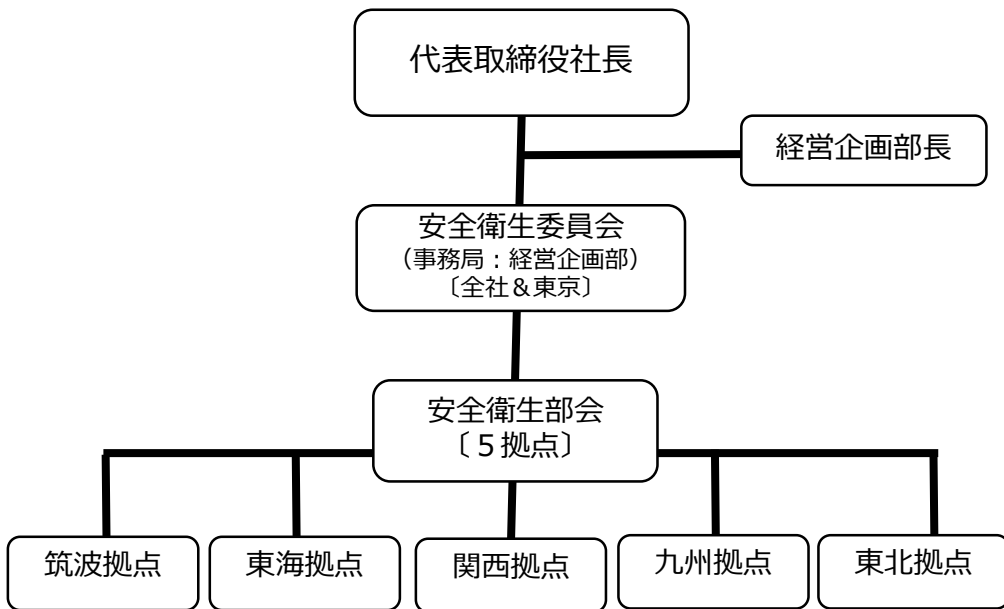 代表取締役社長
経営企画部長
安全衛生委員会
（事務局：経営企画部）
〔全社＆東京〕
安全衛生部会
〔５拠点〕
筑波拠点
東海拠点
関西拠点
九州拠点
東北拠点